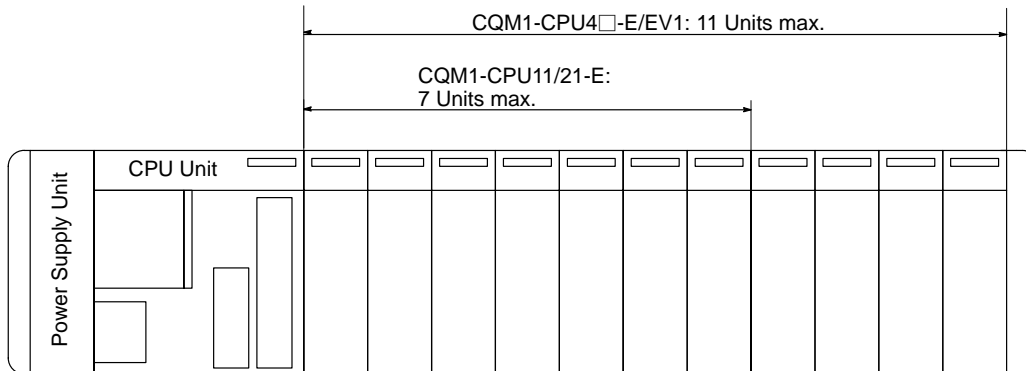 CQM1-CPU4□-E/EV1: 11 Units max.
CQM1-CPU11/21-E:
7 Units max.
CPU Unit
Power Supply Unit